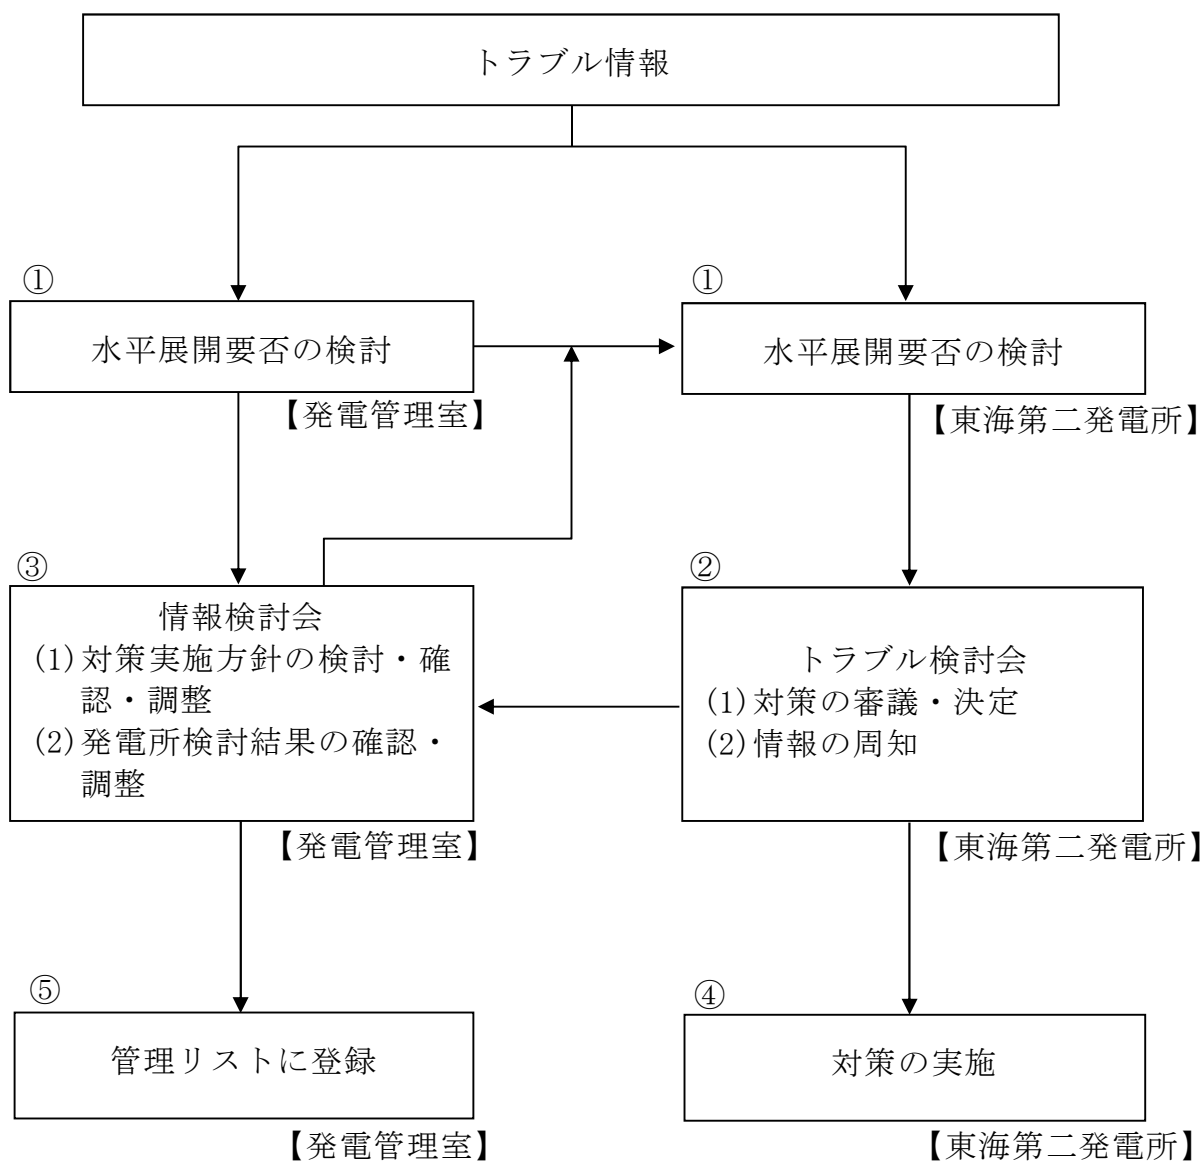 トラブル情報
①
水平展開要否の検討
【発電管理室】
①
水平展開要否の検討
【東海第二発電所】
③
情報検討会
(1)対策実施方針の検討・確
認・調整
(2)発電所検討結果の確認・
調整
【発電管理室】
②
トラブル検討会
(1)対策の審議・決定
(2)情報の周知
【東海第二発電所】
⑤
管理リストに登録
【発電管理室】
④
対策の実施
【東海第二発電所】